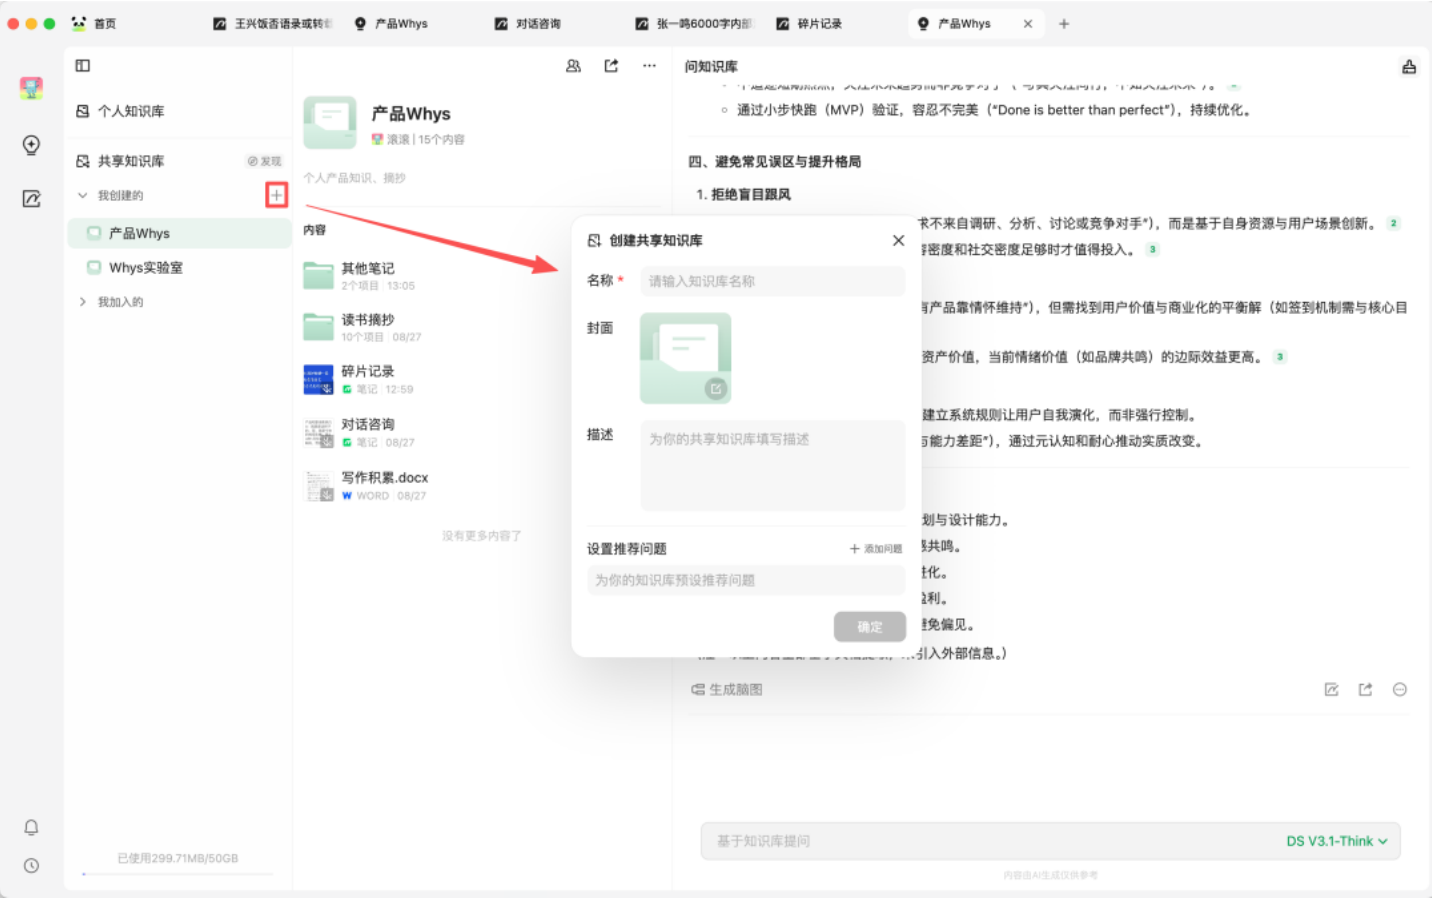 首页
王兴饭否语录或转
产品Whys
对话咨询
张一鸣6000字内部
碎片记录
产品Whys
个人知识库
共享知识库
发现
我创建的
产品Whys
Whys实验室
我加入的
已使用299.71MB/50GB
产品Whys
滚滚 | 15个内容
个人产品知识、摘抄
内容
其他笔记
2个项目 | 13:05
读书摘抄
10个项目 | 08/27
碎片记录
笔记 | 12:59
对话咨询
笔记 | 08/27
写作积累.docx
W WORD | 08/27
没有更多内容了
创建共享知识库
名称 *
请输入知识库名称
封面
描述
为你的共享知识库填写描述
设置推荐问题
添加问题
为你的知识库预设推荐问题
确定
问知识库
通过小步快跑（MVP）验证，容忍不完美（“Done is better than perfect”），持续优化。
四、避免常见误区与提升格局
1. 拒绝盲目跟风
求不来自调研、分析、讨论或竞争对手”），而是基于自身资源与用户场景创新。 2
密度和社交密度足够时才值得投入。 3
产品靠情怀维持”），但需找到用户价值与商业化的平衡解（如签到机制需与核心目
资产价值，当前情绪价值（如品牌共鸣）的边际效益更高。 3
建立系统规则让用户自我演化，而非强行控制。
能力差距”），通过元认知和耐心推动实质改变。
划与设计能力。
共鸣。
化。
利。
避免偏见。
引入外部信息。）
生成脑图
基于知识库提问
DS V3.1-Think
内容由AI生成仅供参考